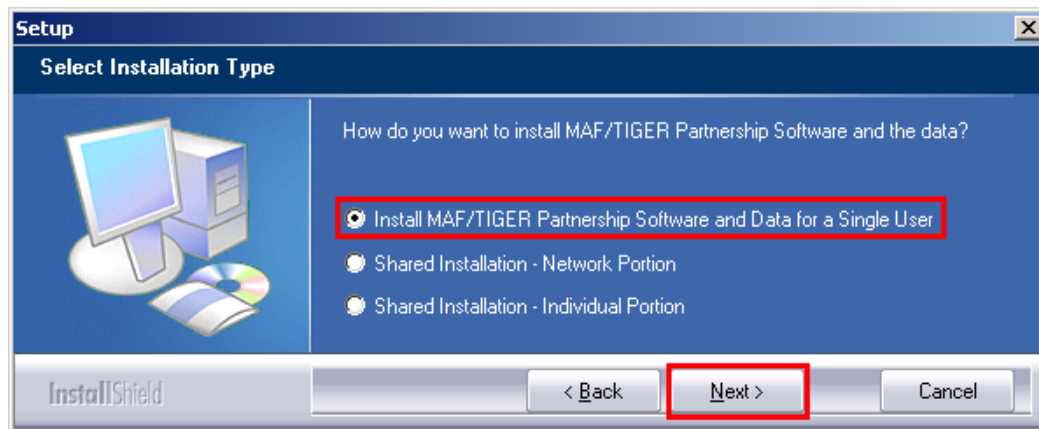 Setup
Select Installation Type
How do you want to install MAF/TIGER Partnership Software and the data?
Install MAF/TIGER Partnership Software and Data for a Single User
Shared Installation - Network Portion
Shared Installation - Individual Portion
InstallShield
< Back
Next >
Cancel